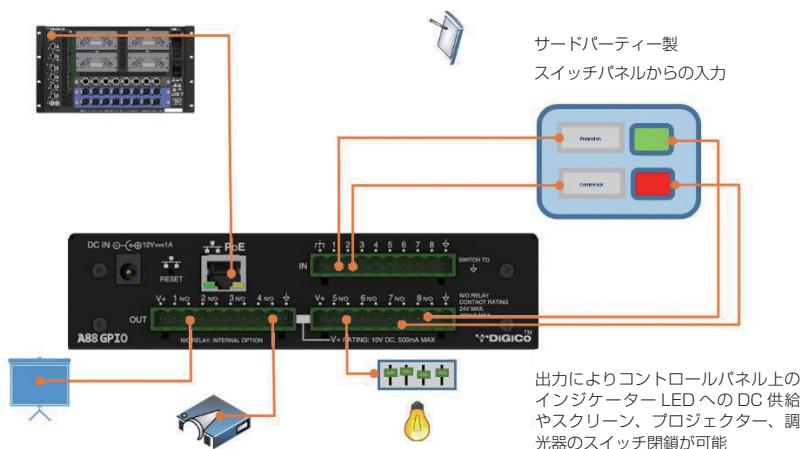 サードパーティー製
スイッチパネルからの入力
DC IN
12V 1A
PoE
RESET
IN
1 2 3 4 5 6 7 8
SWITCH TO
V+ 1 N/O 2 N/O 3 N/O 4 N/O
V+ 5 N/O 6 N/O 7 N/O 8 N/O
N/O RELAY
CONTACT RATING
24V MAX.
OUT
N/O RELAY: INTERNAL OPTION
V+ RATING: 10V DC, 500mA MAX
A88 GPIO
DiGiCo™
出力によりコントロールパネル上の
インジケーター LED への DC 供給
やスクリーン、プロジェクター、調
光器のスイッチ閉鎖が可能